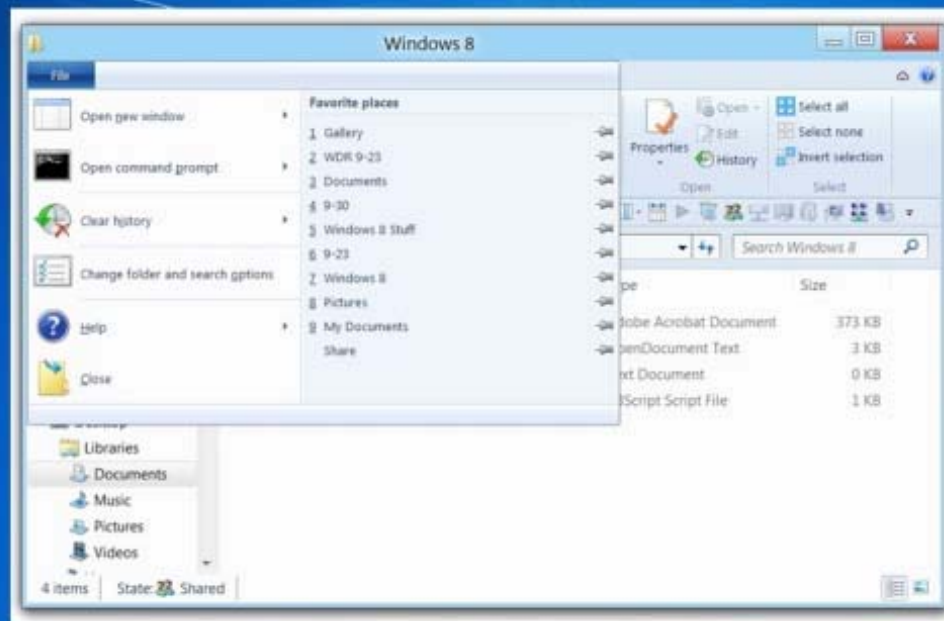 Windows 8
File
Open new window
Open command prompt
Clear history
Change folder and search options
Help
Close
Favorite places
1 Gallery
2 WDR 9-23
3 Documents
4 9-30
5 Windows 8 Stuff
6 9-23
7 Windows 8
8 Pictures
9 My Documents
Share
Properties
Open
Edit
History
Open
Select all
Select none
Invert selection
Select
Search Windows 8
Size
Acrobat Document 373 KB
Text 3 KB
Document 0 KB
Script File 1 KB
Libraries
Documents
Music
Pictures
Videos
4 items State: Shared